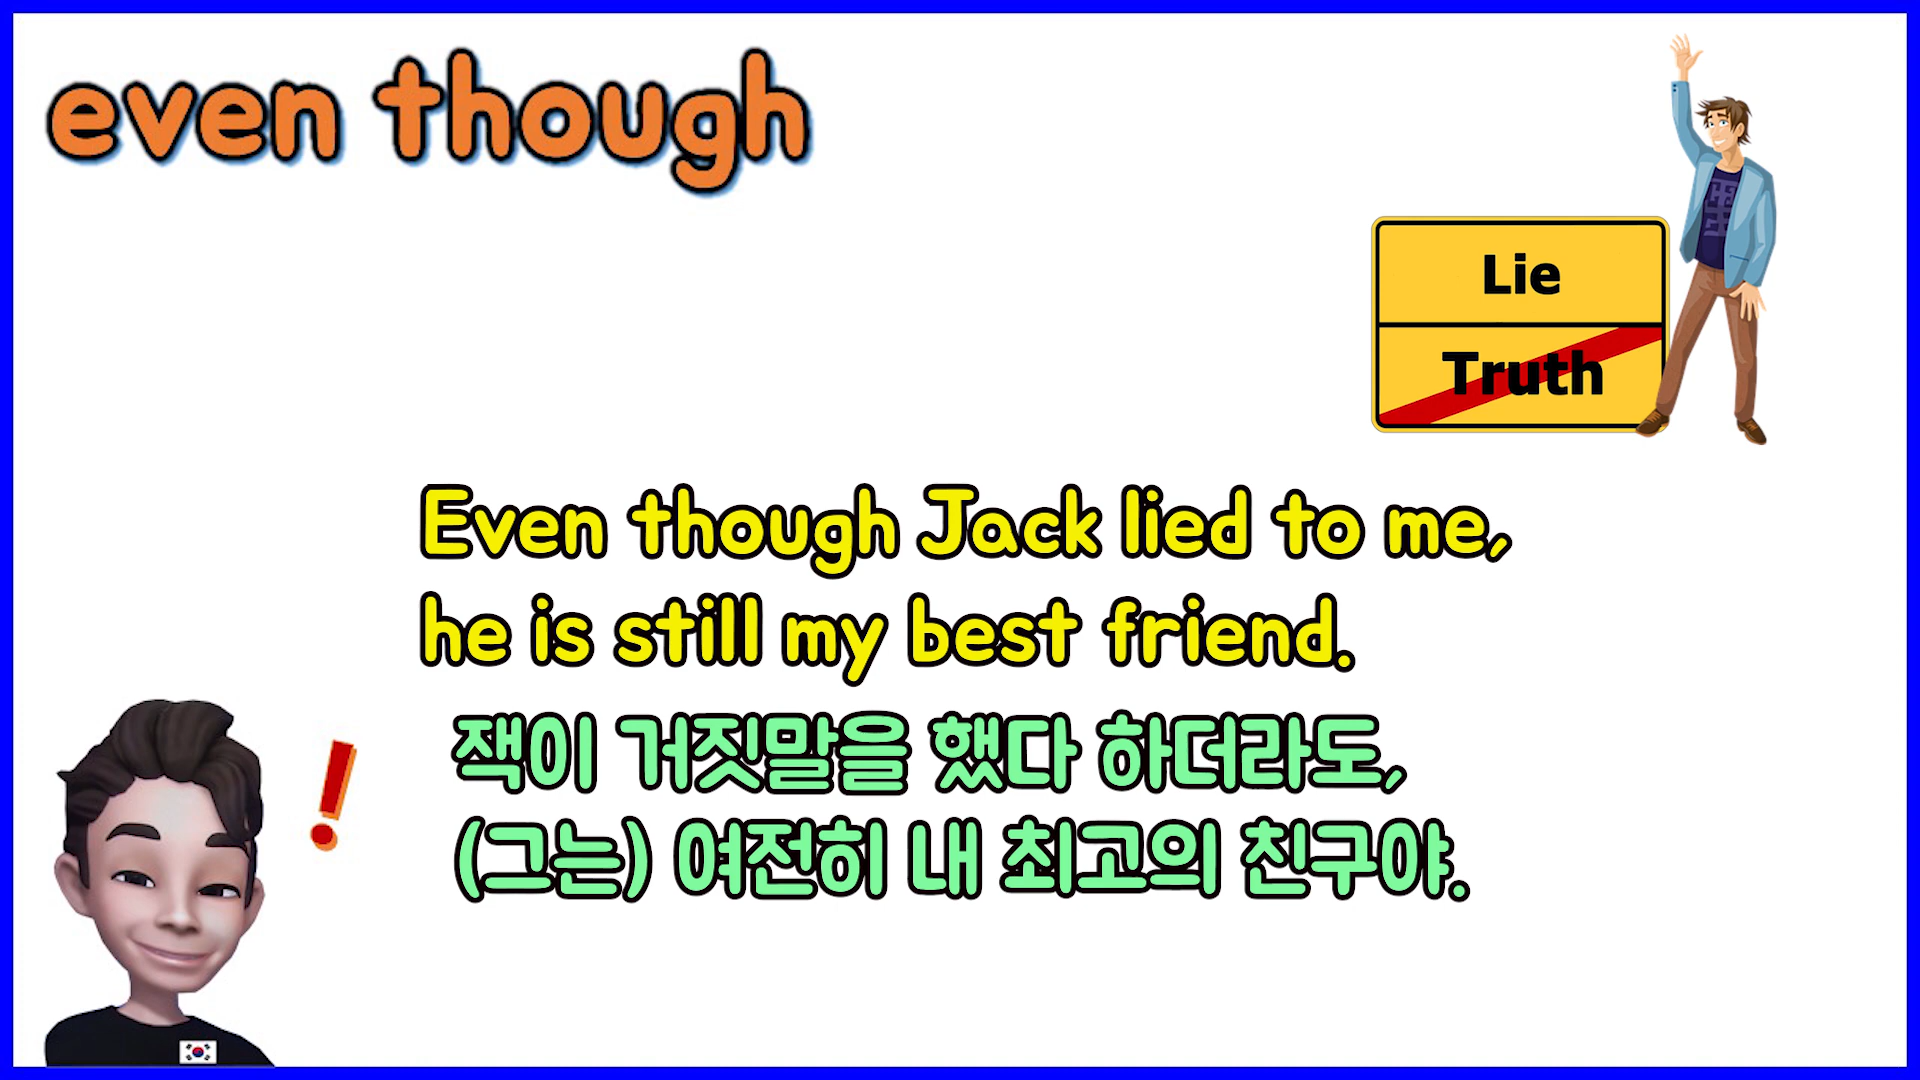 even though
Lie
Truth
Even though Jack lied to me,
he is still my best friend.
잭이 거짓말을 했다 하더라도,
(그는) 여전히 내 최고의 친구야.